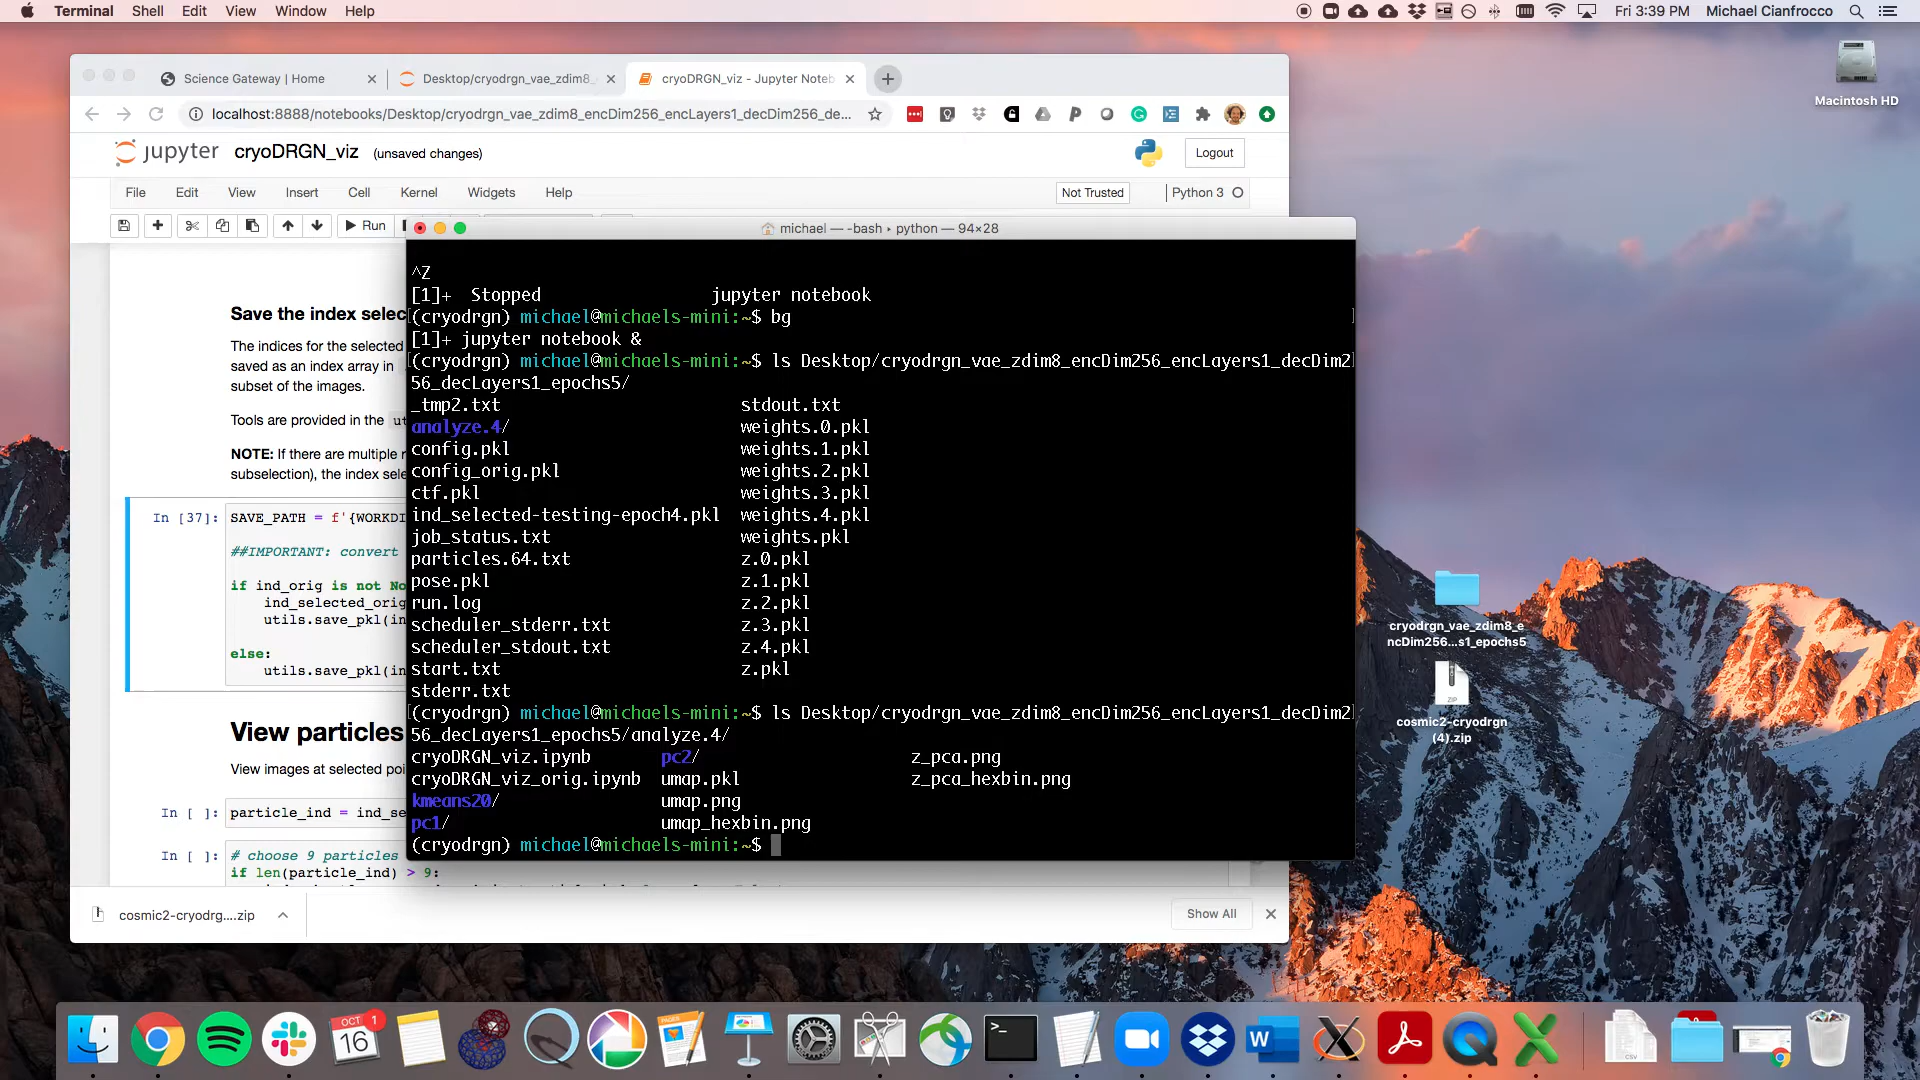 Terminal Shell Edit View Window Help
Fri 3:39 PM Michael Cianfrocco
Macintosh HD
Science Gateway | Home
Desktop/cryodrgn_vae_zdim8_
cryoDRGN_viz - Jupyter Noteb
localhost:8888/notebooks/Desktop/cryodrgn_vae_zdim8_encDim256_encLayers1_decDim256_de...
jupyter cryoDRGN_viz (unsaved changes)
Logout
File Edit View Insert Cell Kernel Widgets Help
Not Trusted
Python 3
Run
Save the index selec
The indices for the selected
saved as an index array in
subset of the images.
Tools are provided in the ut
NOTE: If there are multiple r
subselection), the index sele
In [37]: SAVE_PATH = f'{WORKDI
##IMPORTANT: convert
if ind_orig is not No
ind_selected_orig
utils.save_pkl(in
else:
utils.save_pkl(in
View particles
View images at selected poi
In [ ]: particle_ind = ind_se
In [ ]: # choose 9 particles
if len(particle_ind) > 9:
michael — -bash ▸ python — 94×28
^Z
[1]+  Stopped                 jupyter notebook
(cryodrgn) michael@michaels-mini:~$ bg
[1]+ jupyter notebook &
(cryodrgn) michael@michaels-mini:~$ ls Desktop/cryodrgn_vae_zdim8_encDim256_encLayers1_decDim2
56_decLayers1_epochs5/
_tmp2.txt stdout.txt
analyze.4/ weights.0.pkl
config.pkl weights.1.pkl
config_orig.pkl weights.2.pkl
ctf.pkl weights.3.pkl
ind_selected-testing-epoch4.pkl weights.4.pkl
job_status.txt weights.pkl
particles.64.txt z.0.pkl
pose.pkl z.1.pkl
run.log z.2.pkl
scheduler_stderr.txt z.3.pkl
scheduler_stdout.txt z.4.pkl
start.txt z.pkl
stderr.txt
(cryodrgn) michael@michaels-mini:~$ ls Desktop/cryodrgn_vae_zdim8_encDim256_encLayers1_decDim2
56_decLayers1_epochs5/analyze.4/
cryoDRGN_viz.ipynb pc2/ z_pca.png
cryoDRGN_viz_orig.ipynb umap.pkl z_pca_hexbin.png
kmeans20/ umap.png
pc1/ umap_hexbin.png
(cryodrgn) michael@michaels-mini:~$
cryodrgn_vae_zdim8_e
ncDim256...s1_epochs5
ZIP
cosmic2-cryodrgn
(4).zip
cosmic2-cryodrg....zip
Show All
OCT 1
16
>_
W
CSV